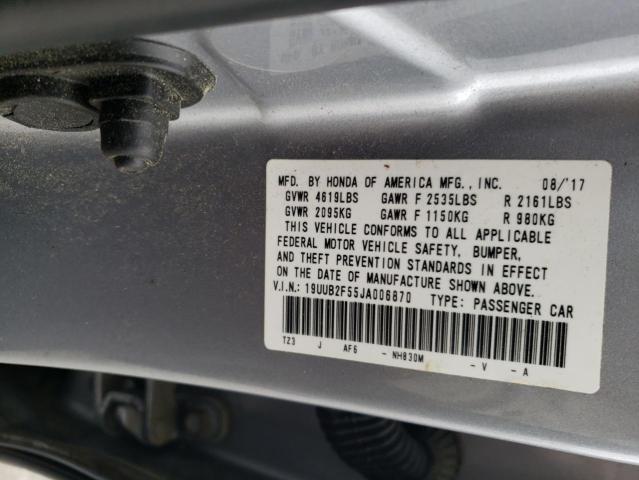 MFD. BY HONDA OF AMERICA MFG., INC. 08/'17
GVWR 4619LBS GAWR F 2535LBS R 2161LBS
GVWR 2095KG GAWR F 1150KG R 980KG
THIS VEHICLE CONFORMS TO ALL APPLICABLE
FEDERAL MOTOR VEHICLE SAFETY, BUMPER,
AND THEFT PREVENTION STANDARDS IN EFFECT
ON THE DATE OF MANUFACTURE SHOWN ABOVE.
V.I.N.: 19UUB2F55JA006870 TYPE: PASSENGER CAR
TZ3 J AF6 - NH830M - V - A